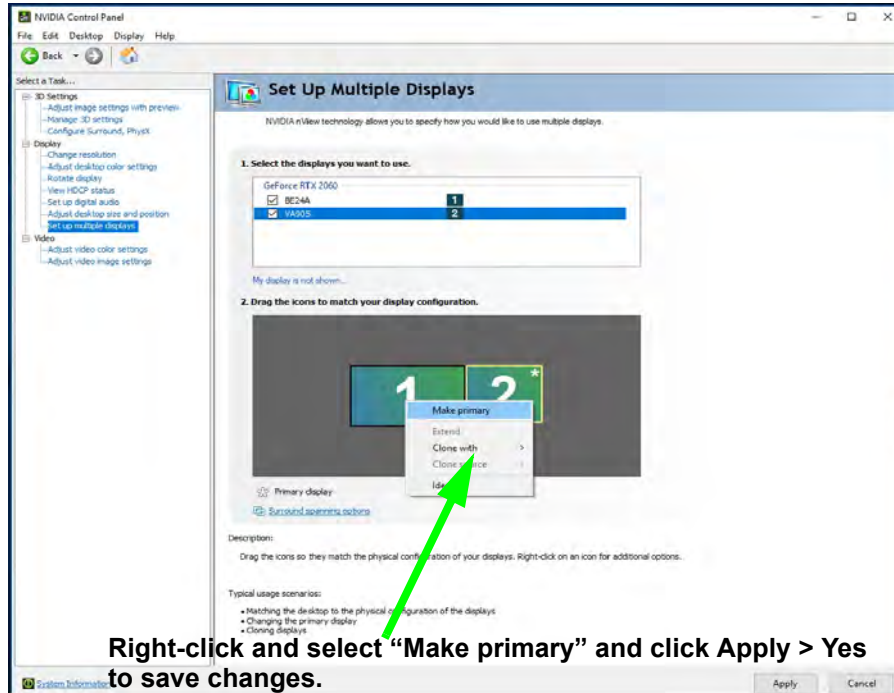 NVIDIA Control Panel
File Edit Desktop Display Help
Back
Select a Task...
3D Settings
Adjust image settings with preview
Manage 3D settings
Configure Surround, PhysX
Display
Change resolution
Adjust desktop color settings
Rotate display
View HDCP status
Set up digital audio
Adjust desktop size and position
Set up multiple displays
Video
Adjust video color settings
Adjust video image settings
Set Up Multiple Displays
NVIDIA nView technology allows you to specify how you would like to use multiple displays.
1. Select the displays you want to use.
GeForce RTX 2060
BE24A 1
VA90S 2
My display is not shown...
2. Drag the icons to match your display configuration.
1 2 *
Make primary
Extend
Clone with >
Clone source >
Primary display
Surround spanning options
Description:
Drag the icons so they match the physical configuration of your displays. Right-click on an icon for additional options.
Typical usage scenarios:
• Matching the desktop to the physical configuration of the displays
• Changing the primary display
• Cloning displays
Right-click and select “Make primary” and click Apply > Yes
to save changes.
System Information
Apply Cancel